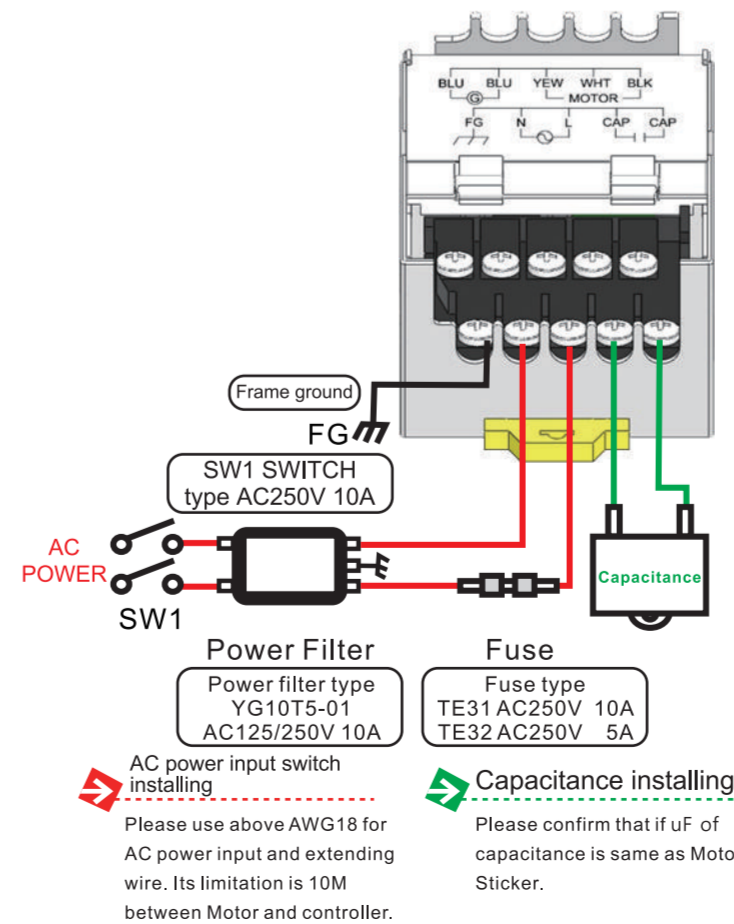 BLU BLU YEW WHT BLK
G MOTOR
FG N L CAP CAP
Frame ground
FG
SW1 SWITCH
type AC250V 10A
AC
POWER
SW1
Capacitance
Power Filter
Power filter type
YG10T5-01
AC125/250V 10A
Fuse
Fuse type
TE31 AC250V 10A
TE32 AC250V 5A
AC power input switch
installing
Please use above AWG18 for
AC power input and extending
wire. Its limitation is 10M
between Motor and controller.
Capacitance installing
Please confirm that if uF of
capacitance is same as Moto
Sticker.